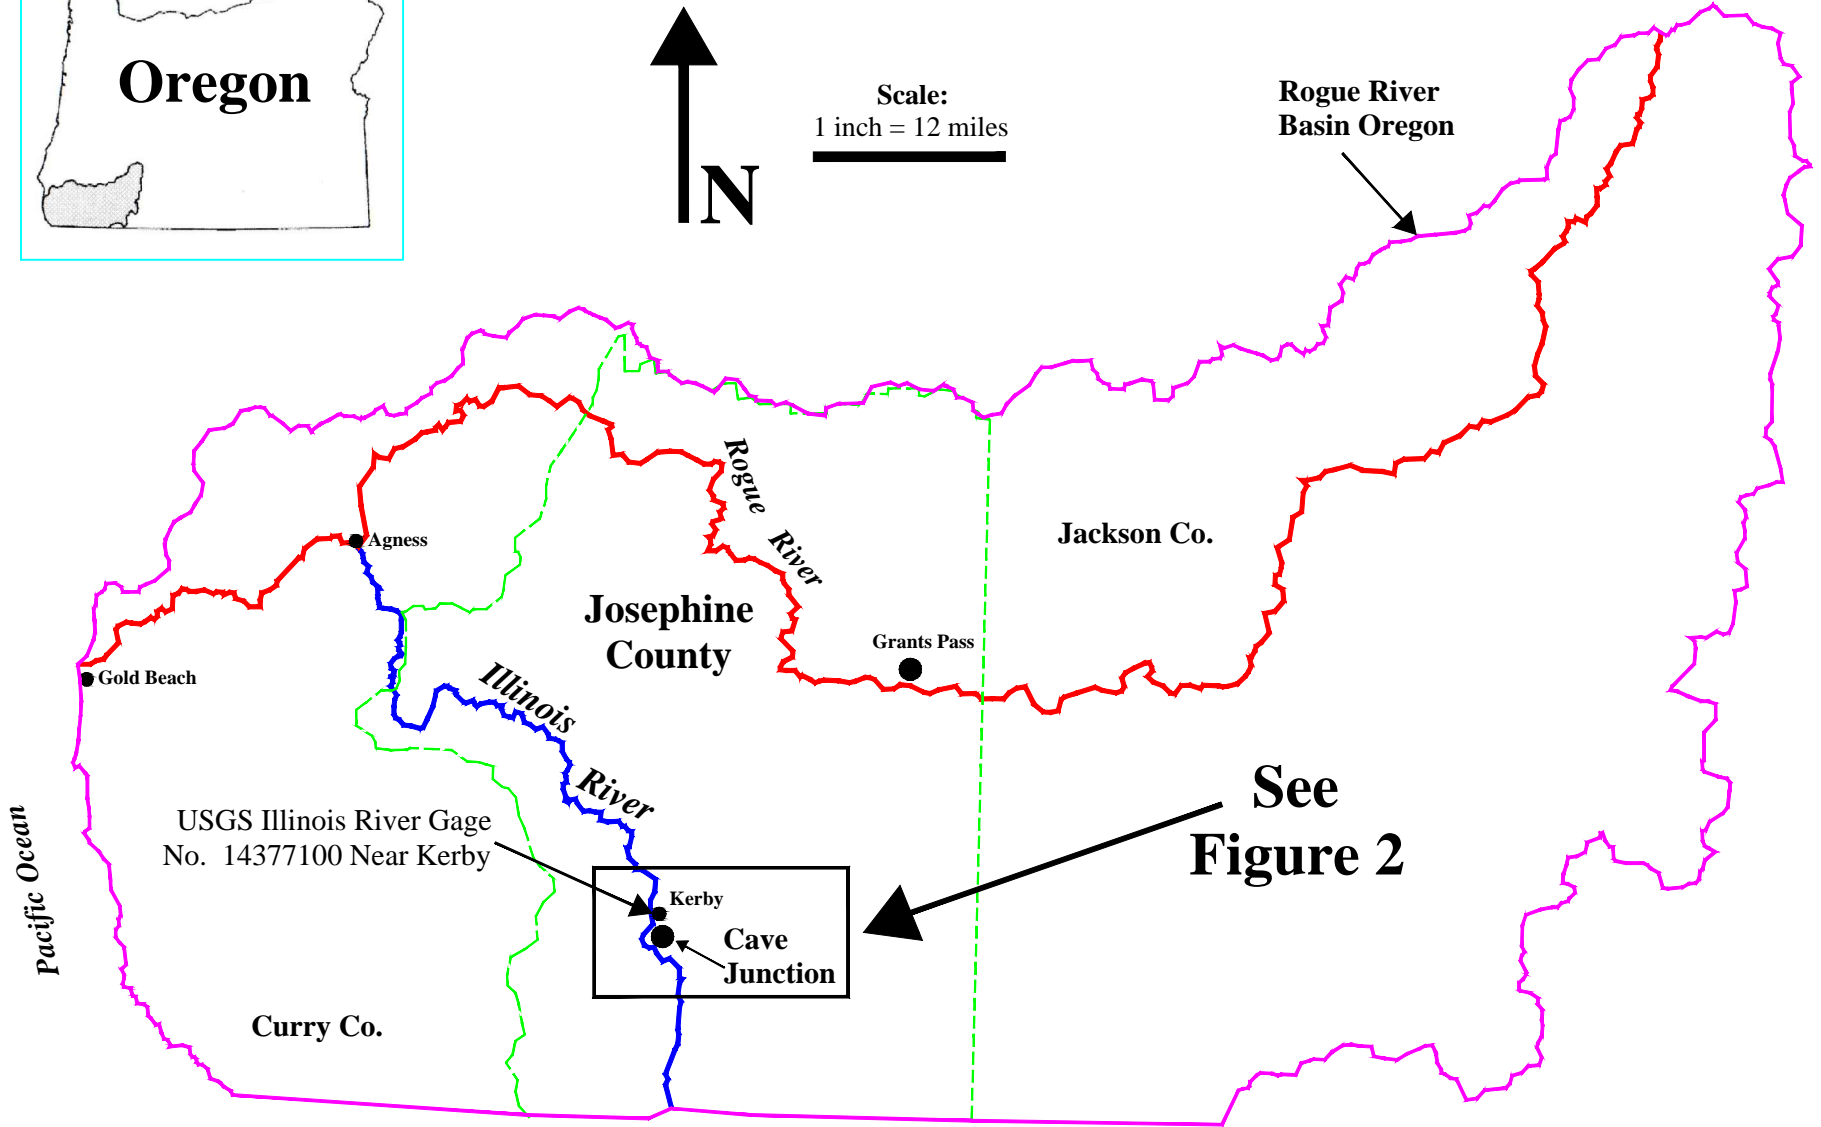 Oregon
N
Scale:
1 inch = 12 miles
Rogue River
Basin Oregon
Rogue
River
Jackson Co.
Agness
Josephine
County
Grants Pass
Gold Beach
Illinois
River
See
Figure 2
USGS Illinois River Gage
No. 14377100 Near Kerby
Pacific Ocean
Kerby
Cave
Junction
Curry Co.